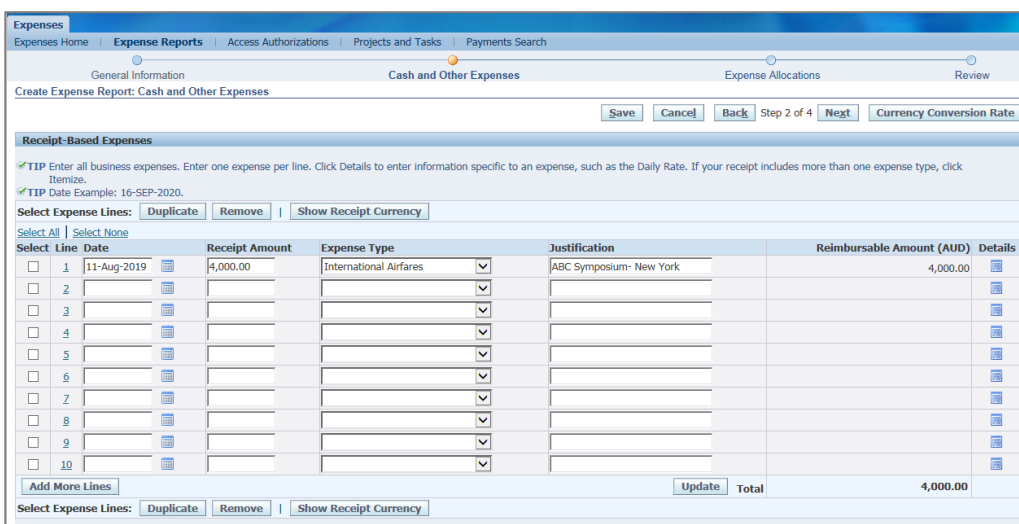 Expenses
Expenses Home | Expense Reports | Access Authorizations | Projects and Tasks | Payments Search
General Information Cash and Other Expenses Expense Allocations Review
Create Expense Report: Cash and Other Expenses
Save Cancel Back Step 2 of 4 Next Currency Conversion Rate
Receipt-Based Expenses
TIP Enter all business expenses. Enter one expense per line. Click Details to enter information specific to an expense, such as the Daily Rate. If your receipt includes more than one expense type, click
Itemize.
TIP Date Example: 16-SEP-2020.
Select Expense Lines: Duplicate Remove | Show Receipt Currency
Select All | Select None
Select Line Date Receipt Amount Expense Type Justification Reimbursable Amount (AUD) Details
1 11-Aug-2019 4,000.00 International Airfares ABC Symposium- New York 4,000.00
2
3
4
5
6
7
8
9
10
Add More Lines Update Total 4,000.00
Select Expense Lines: Duplicate Remove | Show Receipt Currency